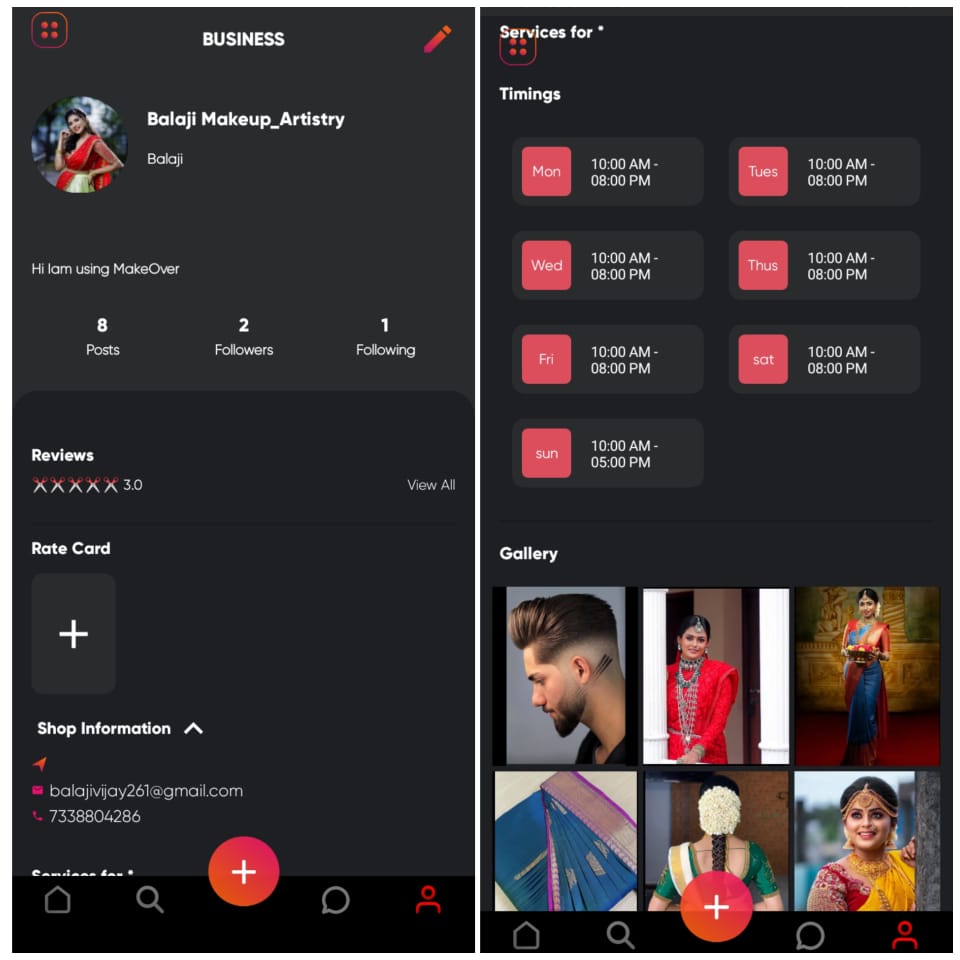 BUSINESS
Balaji Makeup_Artistry
Balaji
Hi Iam using MakeOver
8
2
1
Posts
Followers
Following
Reviews
3.0
View All
Rate Card
Shop Information
balajivijay261@gmail.com
7338804286
Services for *
Services for *
Timings
Mon
10:00 AM -
08:00 PM
Tues
10:00 AM -
08:00 PM
Wed
10:00 AM -
08:00 PM
Thus
10:00 AM -
08:00 PM
Fri
10:00 AM -
08:00 PM
sat
10:00 AM -
08:00 PM
sun
10:00 AM -
05:00 PM
Gallery